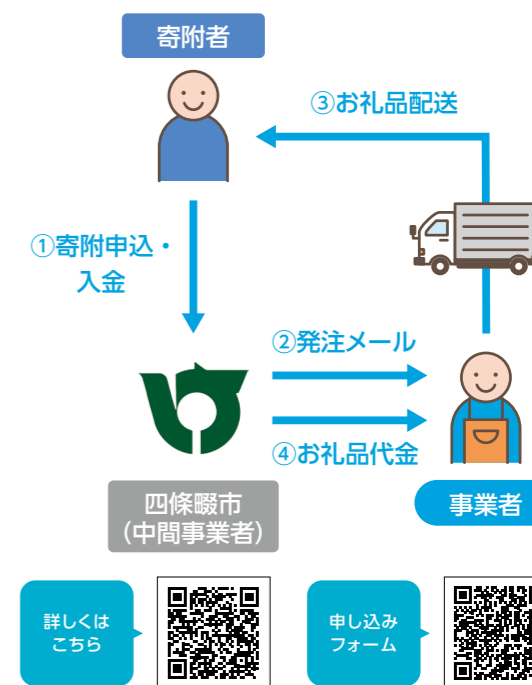 寄附者
③お礼品配送
①寄附申込・
入金
②発注メール
④お礼品代金
四條畷市
（中間事業者）
事業者
詳しくは
こちら
申し込み
フォーム